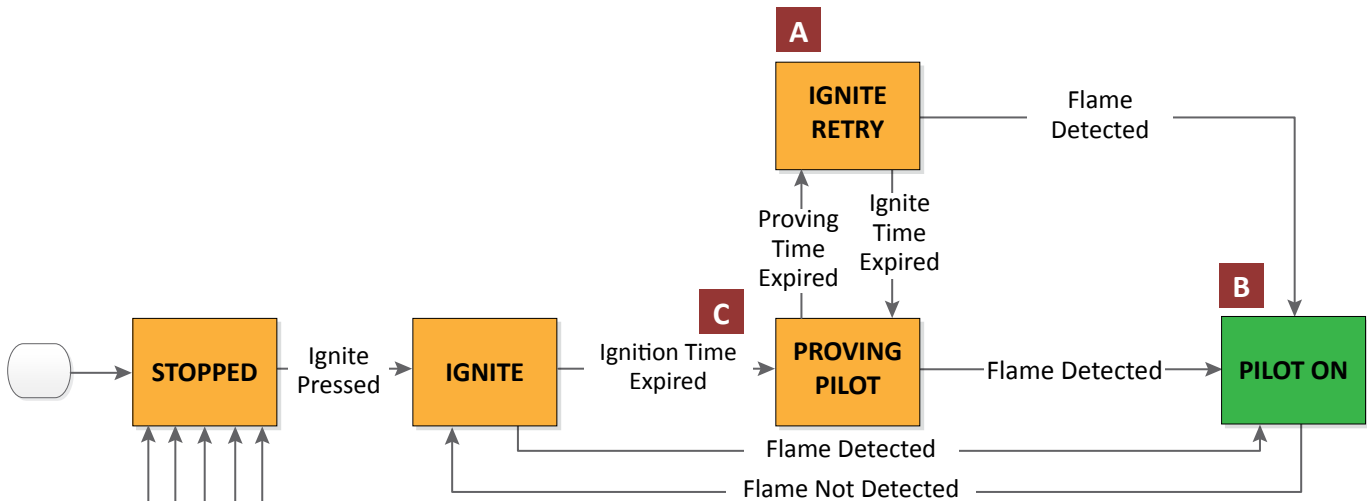 A
IGNITE
RETRY
Flame
Detected
Proving
Time
Expired
Ignite
Time
Expired
B
C
STOPPED
Ignite
Pressed
IGNITE
Ignition Time
Expired
PROVING
PILOT
Flame Detected
PILOT ON
Flame Detected
Flame Not Detected